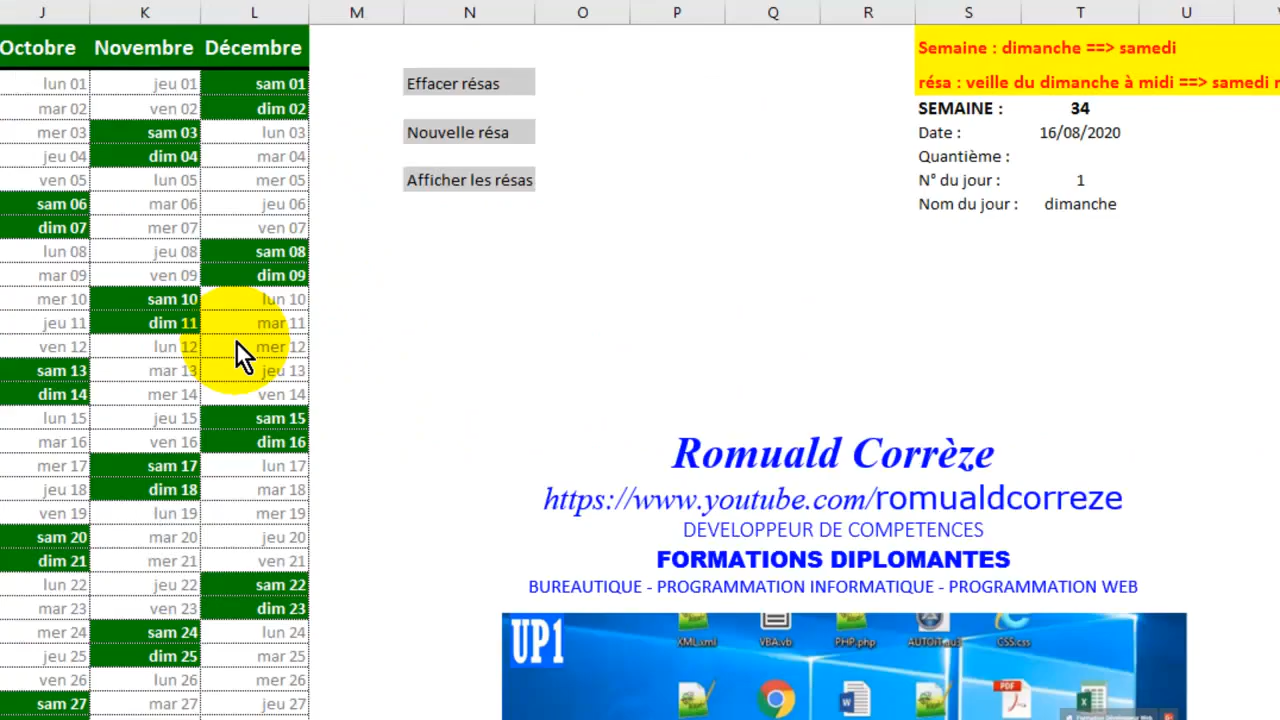 J K L M N O P Q R S T U
Octobre Novembre Décembre
Semaine : dimanche ==> samedi
lun 01 jeu 01 sam 01 Effacer résas résa : veille du dimanche à midi ==> samedi
mar 02 ven 02 dim 02 SEMAINE : 34
mer 03 sam 03 lun 03 Nouvelle résa Date : 16/08/2020
jeu 04 dim 04 mar 04 Quantième :
ven 05 lun 05 mer 05 Afficher les résas N° du jour : 1
sam 06 mar 06 jeu 06 Nom du jour : dimanche
dim 07 mer 07 ven 07
lun 08 jeu 08 sam 08
mar 09 ven 09 dim 09
mer 10 sam 10 lun 10
jeu 11 dim 11 mar 11
ven 12 lun 12 mer 12
sam 13 mar 13 jeu 13
dim 14 mer 14 ven 14
lun 15 jeu 15 sam 15
mar 16 ven 16 dim 16
mer 17 sam 17 lun 17
jeu 18 dim 18 mar 18
ven 19 lun 19 mer 19
sam 20 mar 20 jeu 20
dim 21 mer 21 ven 21
lun 22 jeu 22 sam 22
mar 23 ven 23 dim 23
mer 24 sam 24 lun 24
jeu 25 dim 25 mar 25
ven 26 lun 26 mer 26
sam 27 mar 27 jeu 27
Romuald Corrèze
https://www.youtube.com/romualdcorreze
DEVELOPPEUR DE COMPETENCES
FORMATIONS DIPLOMANTES
BUREAUTIQUE - PROGRAMMATION INFORMATIQUE - PROGRAMMATION WEB
UP1
XML.xml VBA.vb PHP.php AUTOIT.au3 CSS.css
PDF